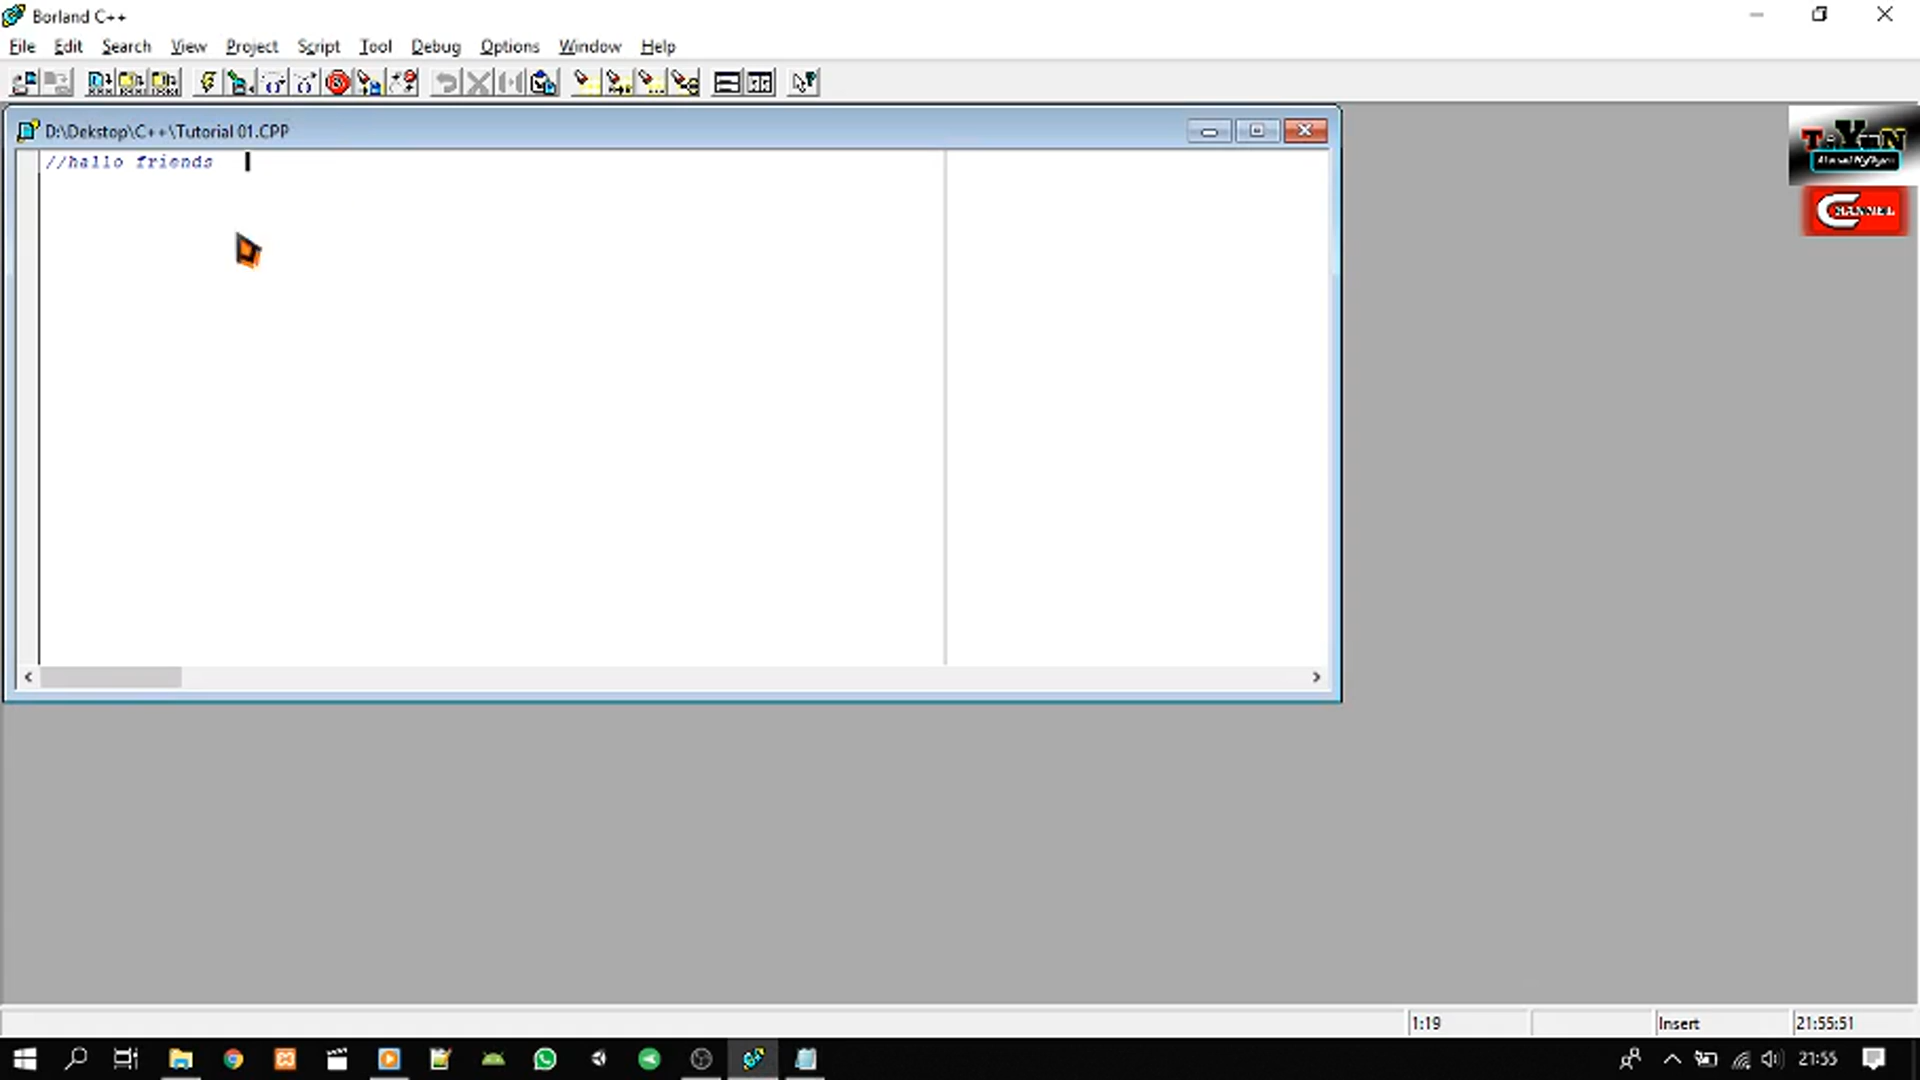 Borland C++
File Edit Search View Project Script Tool Debug Options Window Help
D:\Dekstop\C++\Tutorial 01.CPP
//hallo friends
CHANNEL
1:19 Insert 21:55:51
21:55